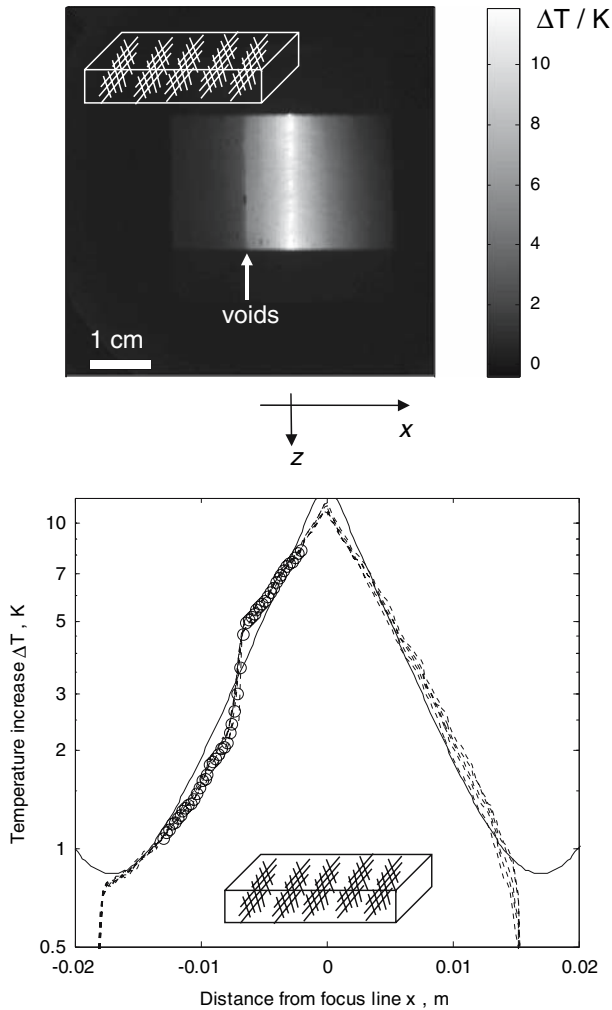 ΔT / K
10
8
6
4
2
0
voids
1 cm
x
z
Temperature increase ΔT , K
10
7
5
3
2
1
0.5
-0.02
-0.01
0
0.01
0.02
Distance from focus line x , m